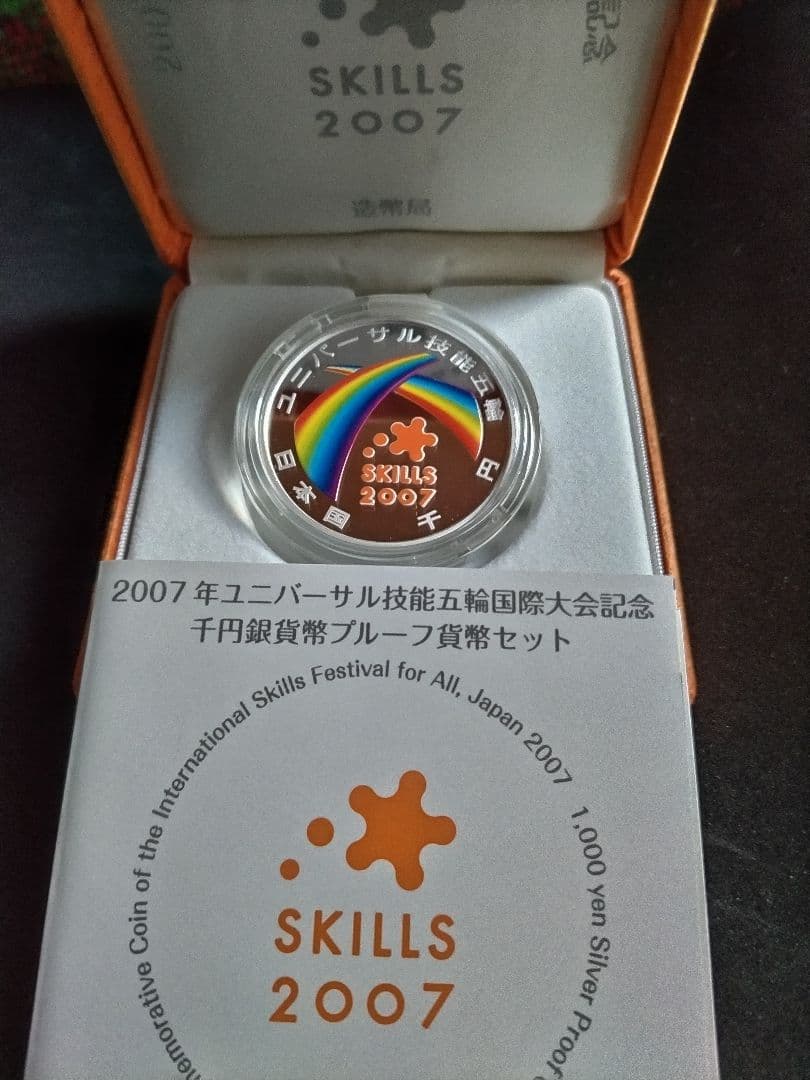 記念
SKILLS
2007
造幣局
ユニバーサル技能五輪
SKILLS
2007
日本国 千円
2007年ユニバーサル技能五輪国際大会記念
千円銀貨幣プルーフ貨幣セット
Coin of the International Skills Festival for All, Japan 2007 1,000 yen Silver Proof
SKILLS
2007